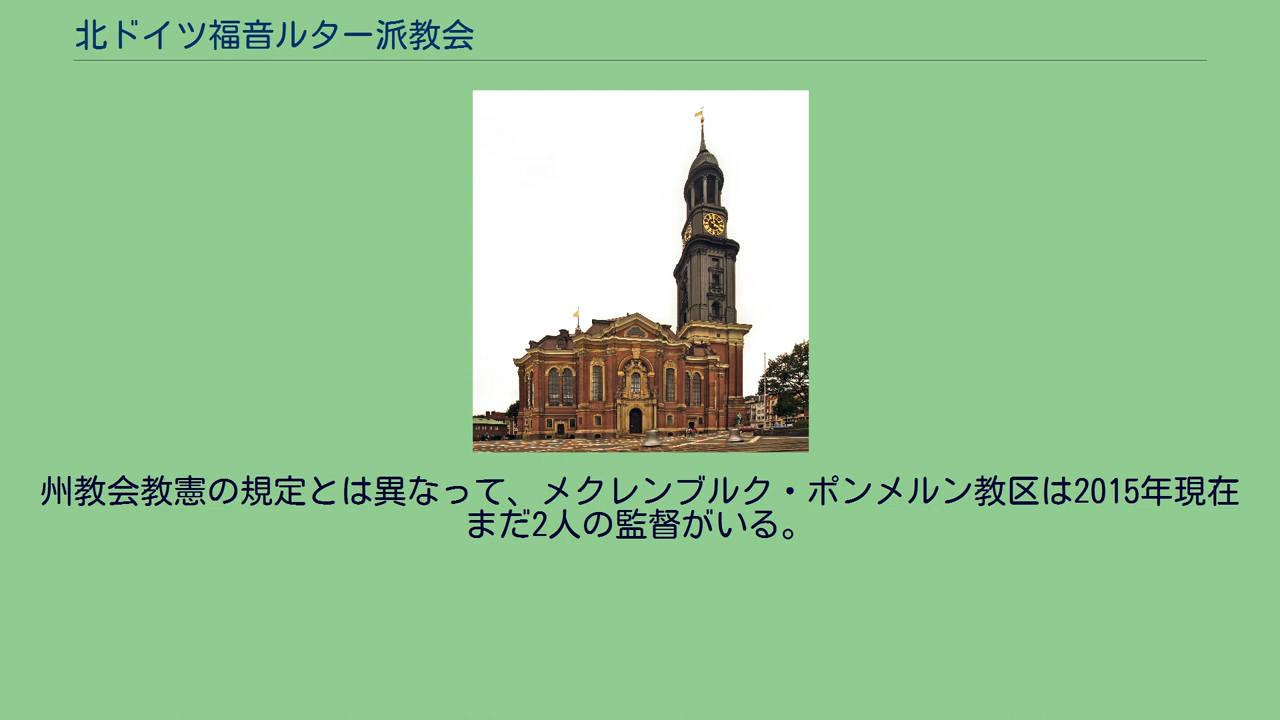 北ドイツ福音ルター派教会
州教会教憲の規定とは異なって、メクレンブルク・ポンメルン教区は2015年現在
まだ2人の監督がいる。